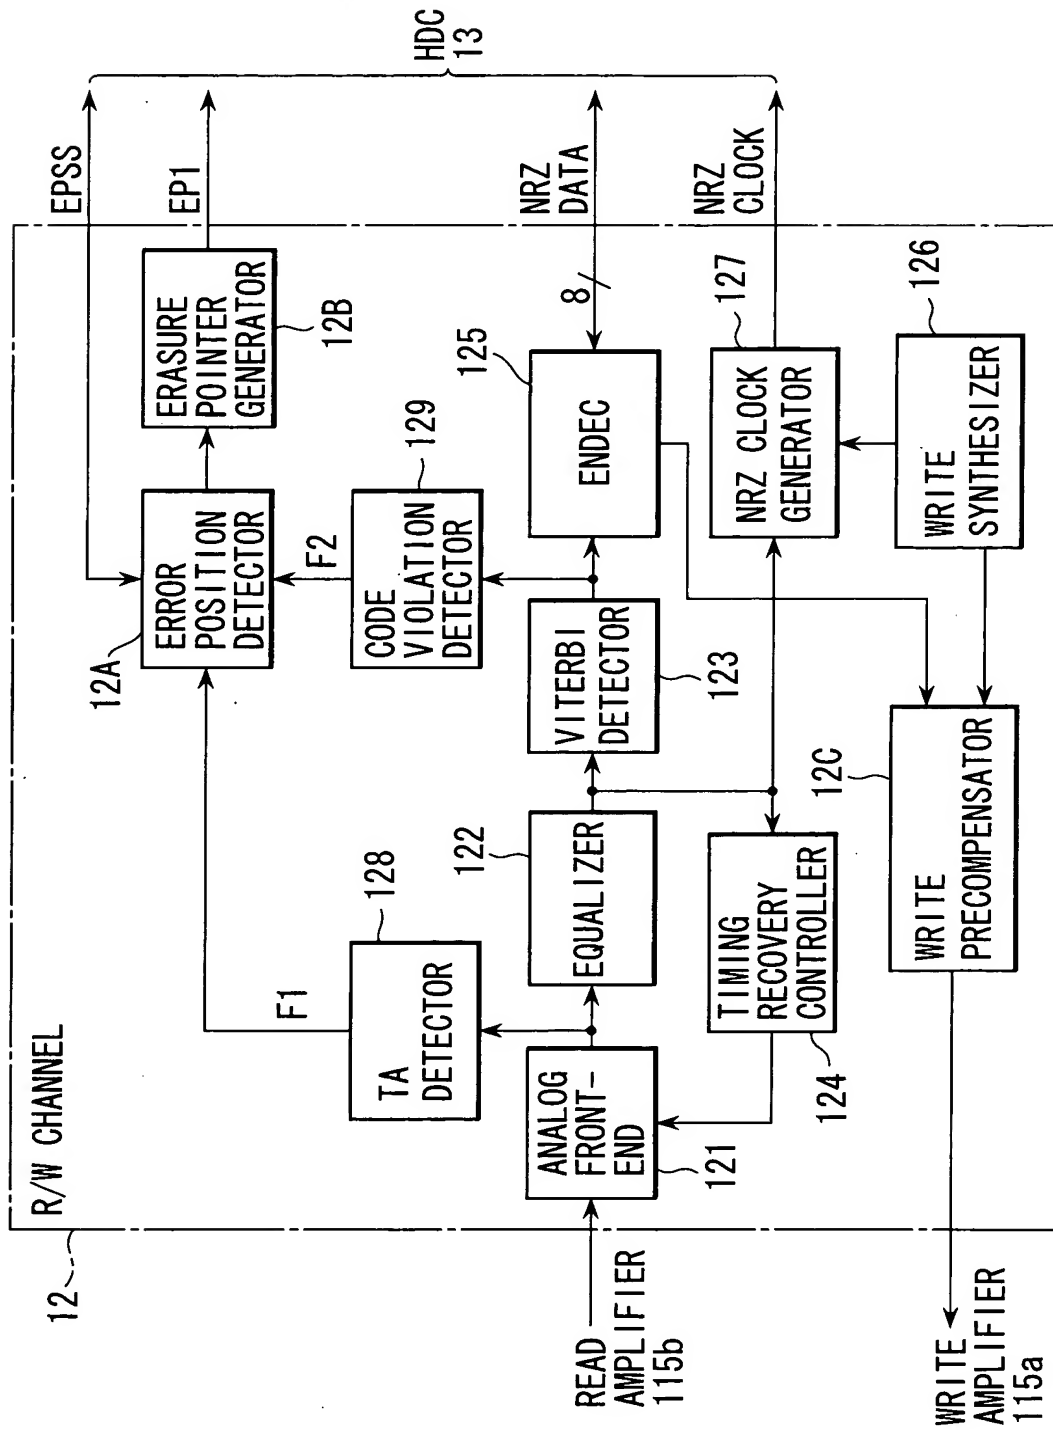 R/W CHANNEL
12
READ
AMPLIFIER
115b
WRITE
AMPLIFIER
115a
ANALOG
FRONT-
END
121
TA
DETECTOR
128
F1
EQUALIZER
122
TIMING
RECOVERY
CONTROLLER
124
WRITE
PRECOMPENSATOR
12C
VITERBI
DETECTOR
123
CODE
VIOLATION
DETECTOR
129
F2
ERROR
POSITION
DETECTOR
12A
ERASURE
POINTER
GENERATOR
12B
ENDEC
125
8
NRZ CLOCK
GENERATOR
127
WRITE
SYNTHESIZER
126
EPSS
EP1
NRZ
DATA
NRZ
CLOCK
HDC
13